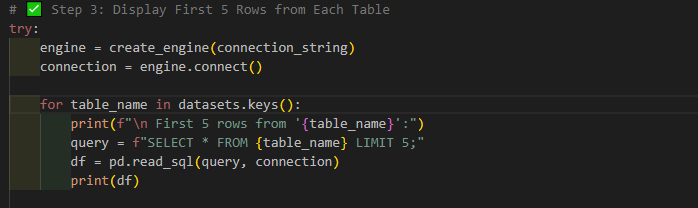 # ✅ Step 3: Display First 5 Rows from Each Table
try:
    engine = create_engine(connection_string)
    connection = engine.connect()
    for table_name in datasets.keys():
        print(f"\n First 5 rows from '{table_name}':")
        query = f"SELECT * FROM {table_name} LIMIT 5;"
        df = pd.read_sql(query, connection)
        print(df)